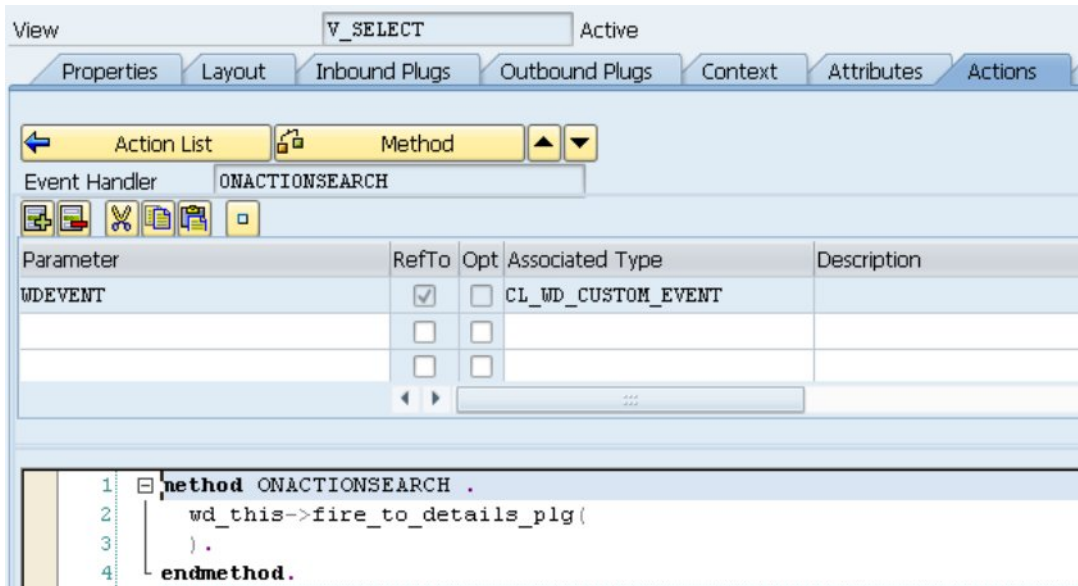 View V_SELECT Active
Properties Layout Inbound Plugs Outbound Plugs Context Attributes Actions
Action List Method
Event Handler ONACTIONSEARCH
Parameter RefTo Opt Associated Type Description
WDEVENT CL_WD_CUSTOM_EVENT
1 method ONACTIONSEARCH .
2 wd_this->fire_to_details_plg(
3 ).
4 endmethod.